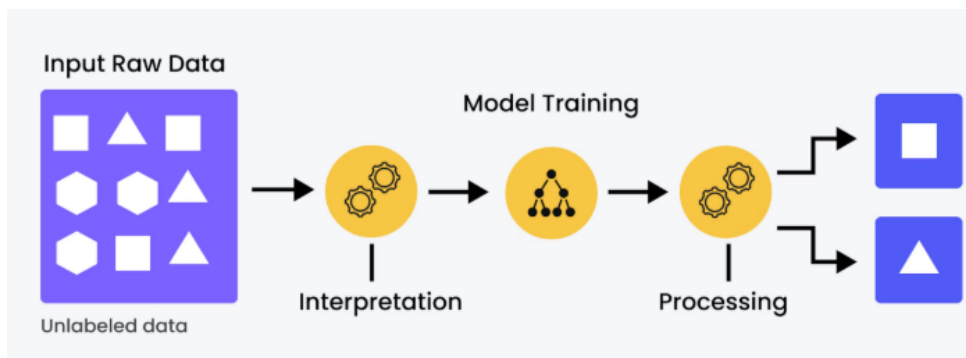 Input Raw Data
Model Training
Interpretation
Processing
Unlabeled data